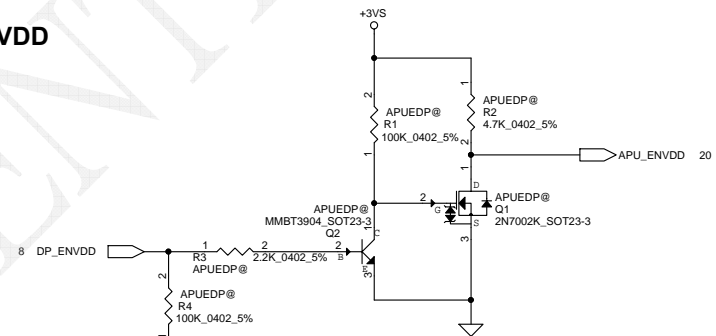 VDD
+3VS
2
1
APUEDP@
R1
100K_0402_5%
1
2
APUEDP@
R2
4.7K_0402_5%
APU_ENVDD 20
1
D
2
G
S
3
APUEDP@
Q1
2N7002K_SOT23-3
APUEDP@
MMBT3904_SOT23-3
Q2
1
C
2
B
E
3
8 DP_ENVDD
1
2
R3
2.2K_0402_5%
APUEDP@
2
APUEDP@
R4
100K_0402_5%